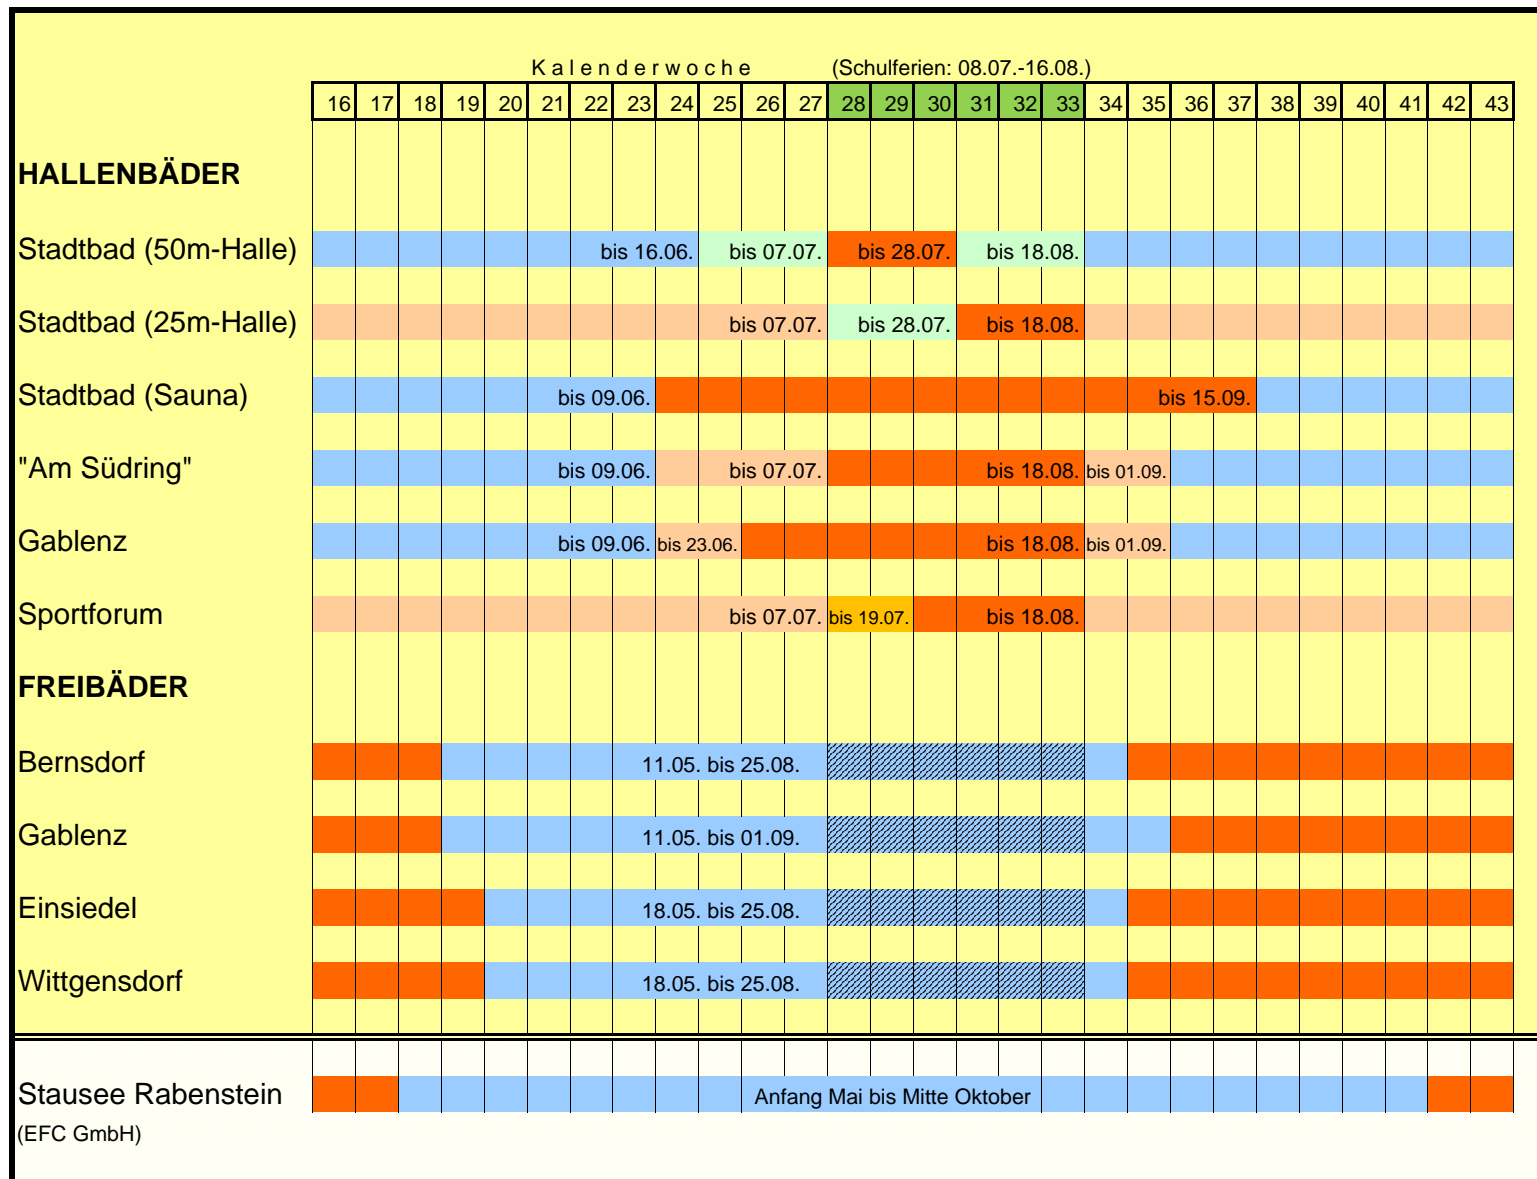 Kalenderwoche (Schulferien: 08.07.-16.08.)
16 17 18 19 20 21 22 23 24 25 26 27 28 29 30 31 32 33 34 35 36 37 38 39 40 41 42 43
HALLENBÄDER
Stadtbad (50m-Halle) bis 16.06. bis 07.07. bis 28.07. bis 18.08.
Stadtbad (25m-Halle) bis 07.07. bis 28.07. bis 18.08.
Stadtbad (Sauna) bis 09.06. bis 15.09.
"Am Südring" bis 09.06. bis 07.07. bis 18.08. bis 01.09.
Gablenz bis 09.06. bis 23.06. bis 18.08. bis 01.09.
Sportforum bis 07.07. bis 19.07. bis 18.08.
FREIBÄDER
Bernsdorf 11.05. bis 25.08.
Gablenz 11.05. bis 01.09.
Einsiedel 18.05. bis 25.08.
Wittgensdorf 18.05. bis 25.08.
Stausee Rabenstein Anfang Mai bis Mitte Oktober
(EFC GmbH)